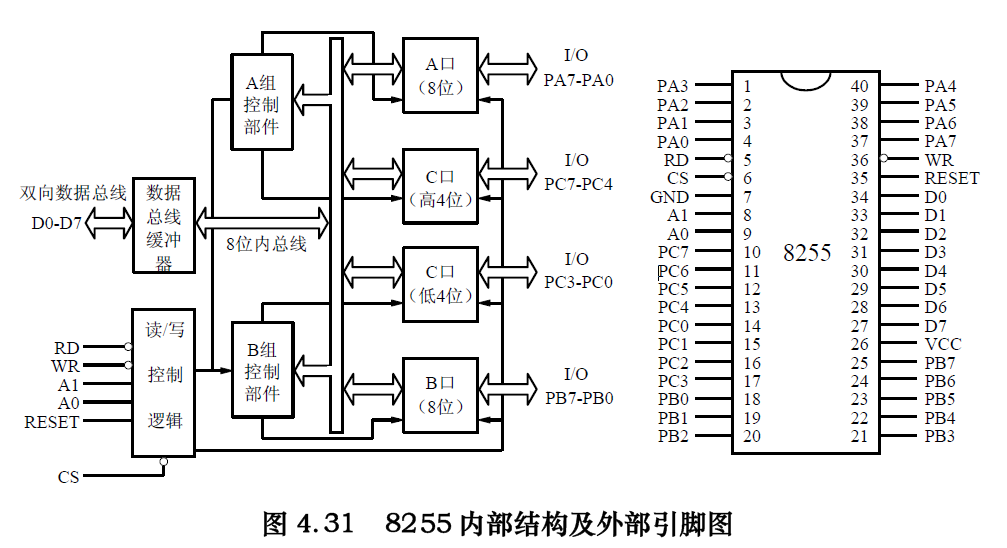 A组
控制
部件
A口
(8位)
I/O
PA7-PA0
C口
(高4位)
I/O
PC7-PC4
双向数据总线
D0-D7
数据
总线
缓冲
器
8位内总线
C口
(低4位)
I/O
PC3-PC0
读/写
控制
逻辑
RD
WR
A1
A0
RESET
CS
B组
控制
部件
B口
(8位)
I/O
PB7-PB0
8255
PA3 1 40 PA4
PA2 2 39 PA5
PA1 3 38 PA6
PA0 4 37 PA7
RD 5 36 WR
CS 6 35 RESET
GND 7 34 D0
A1 8 33 D1
A0 9 32 D2
PC7 10 31 D3
PC6 11 30 D4
PC5 12 29 D5
PC4 13 28 D6
PC0 14 27 D7
PC1 15 26 VCC
PC2 16 25 PB7
PC3 17 24 PB6
PB0 18 23 PB5
PB1 19 22 PB4
PB2 20 21 PB3
图 4.31 8255 内部结构及外部引脚图